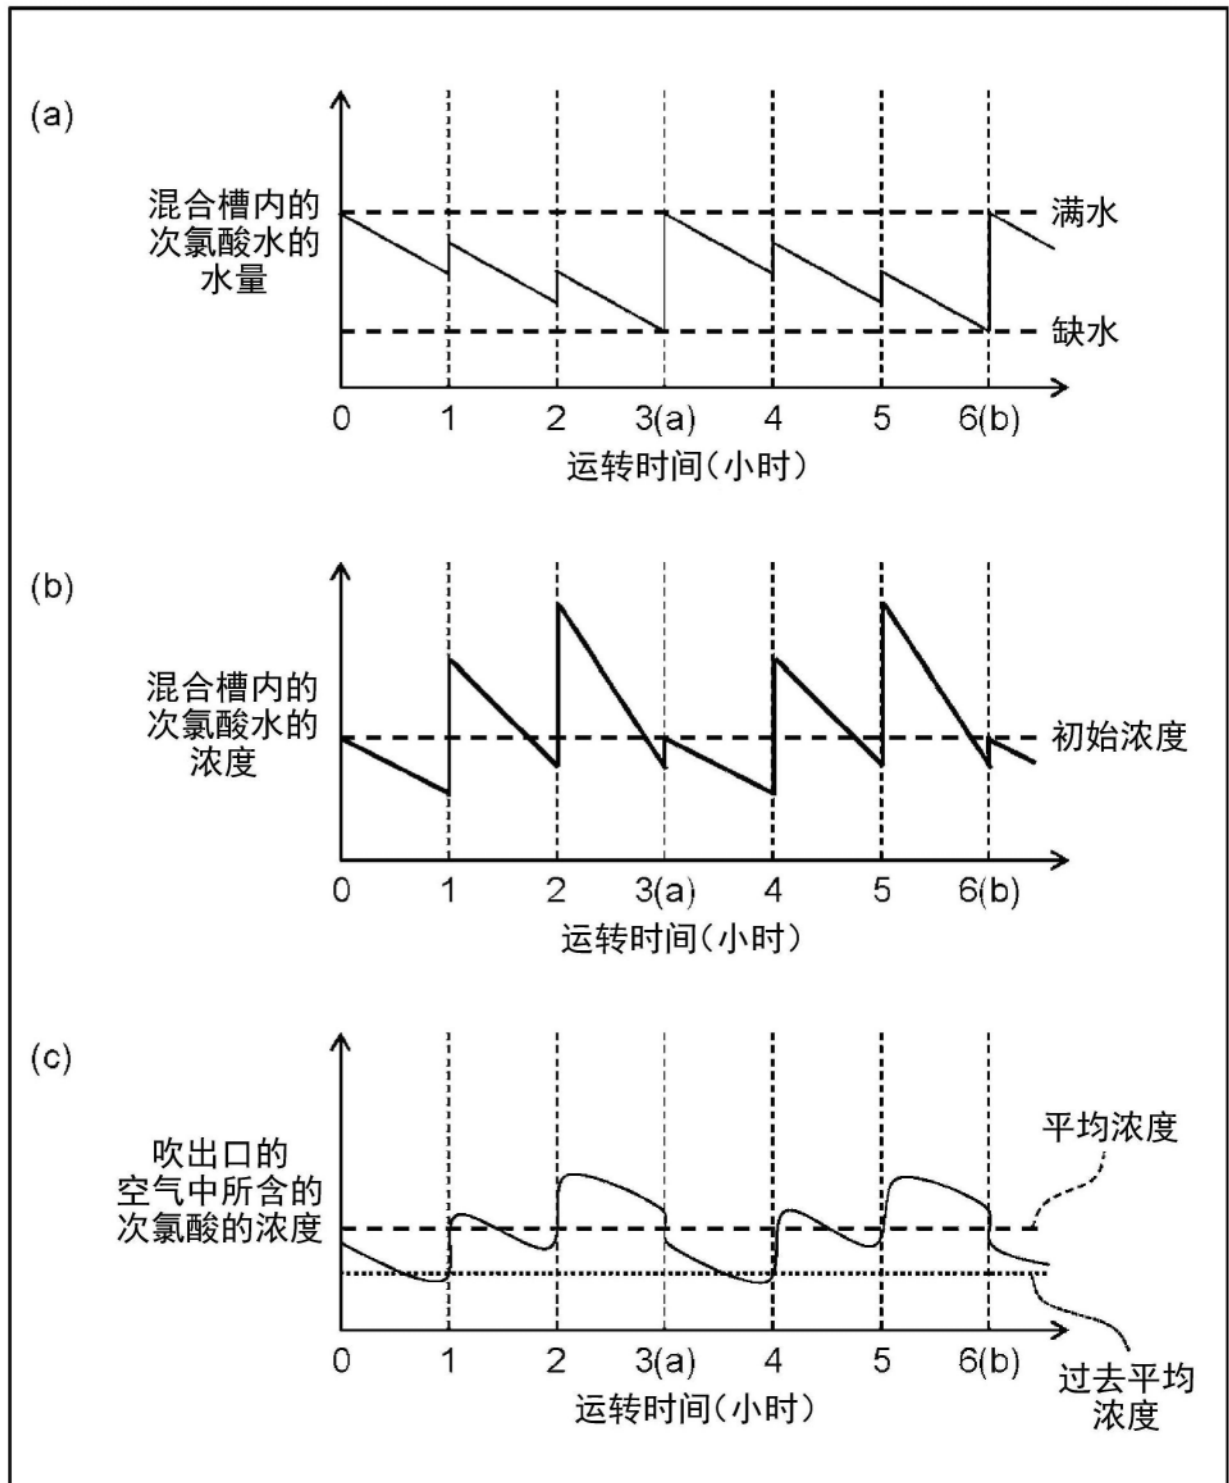 (a)
混合槽内的
次氯酸水的
水量
满水
缺水
0 1 2 3(a) 4 5 6(b)
运转时间(小时)
(b)
混合槽内的
次氯酸水的
浓度
初始浓度
0 1 2 3(a) 4 5 6(b)
运转时间(小时)
(c)
吹出口的
空气中所含的
次氯酸的浓度
平均浓度
0 1 2 3(a) 4 5 6(b)
运转时间(小时)
过去平均
浓度